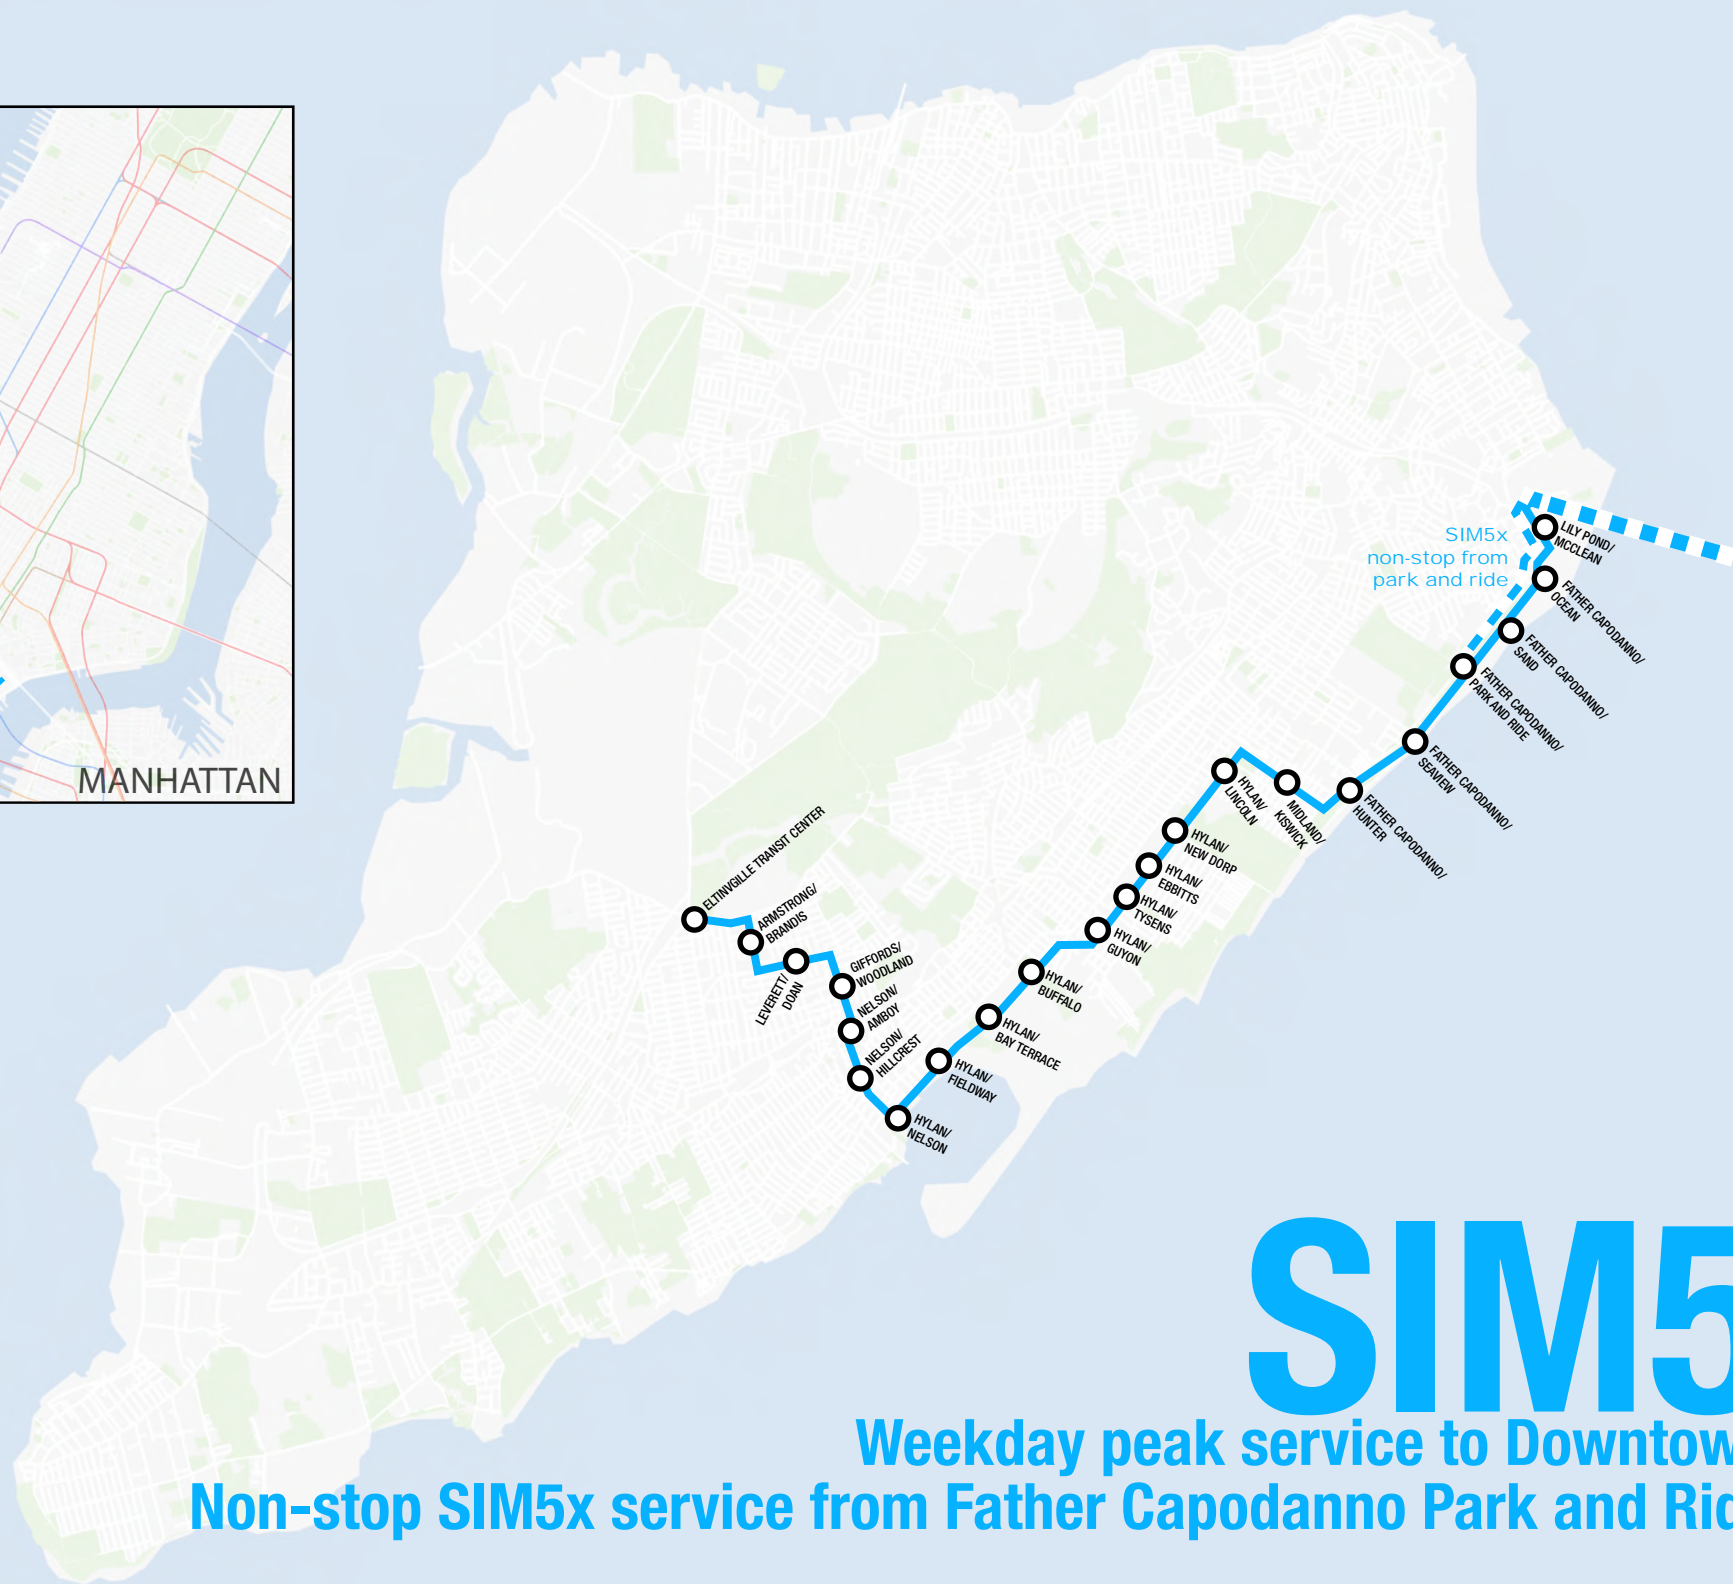 MANHATTAN
SIM5x
non-stop from
park and ride
LILY POND/
MCCLEAN
FATHER CAPODANNO/
OCEAN
FATHER CAPODANNO/
SAND
FATHER CAPODANNO/
PARK AND RIDE
FATHER CAPODANNO/
SEAVIEW
FATHER CAPODANNO/
HUNTER
MIDLAND/
KISWICK
HYLAN/
LINCOLN
HYLAN/
NEW DORP
HYLAN/
EBBITTS
HYLAN/
TYSENS
HYLAN/
GUYON
HYLAN/
BUFFALO
HYLAN/
BAY TERRACE
HYLAN/
FIELDWAY
HYLAN/
NELSON
NELSON/
HILLCREST
NELSON/
AMBOY
GIFFORDS/
WOODLAND
LEVERETT/
DOAN
ARMSTRONG/
BRANDIS
ELTINVGILLE TRANSIT CENTER
SIM5
Weekday peak service to Downtow
Non-stop SIM5x service from Father Capodanno Park and Rid